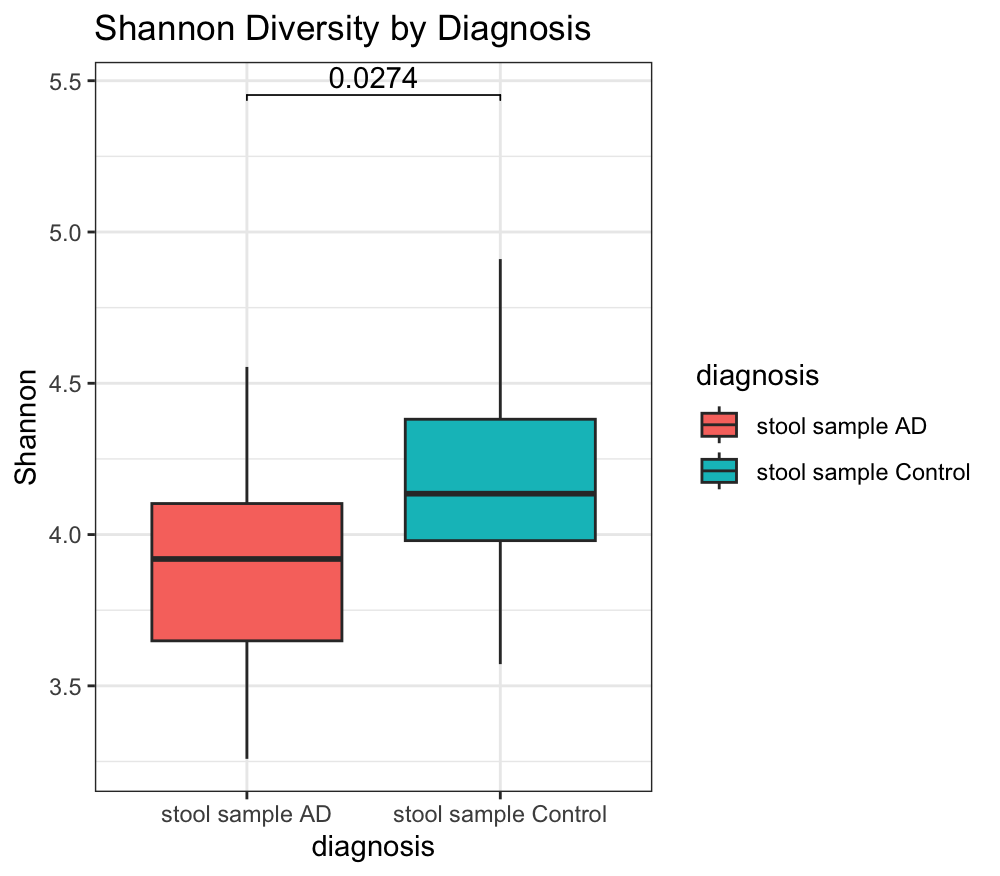 Shannon Diversity by Diagnosis
0.0274
5.5
5.0
4.5
4.0
3.5
Shannon
stool sample AD
stool sample Control
diagnosis
diagnosis
stool sample AD
stool sample Control